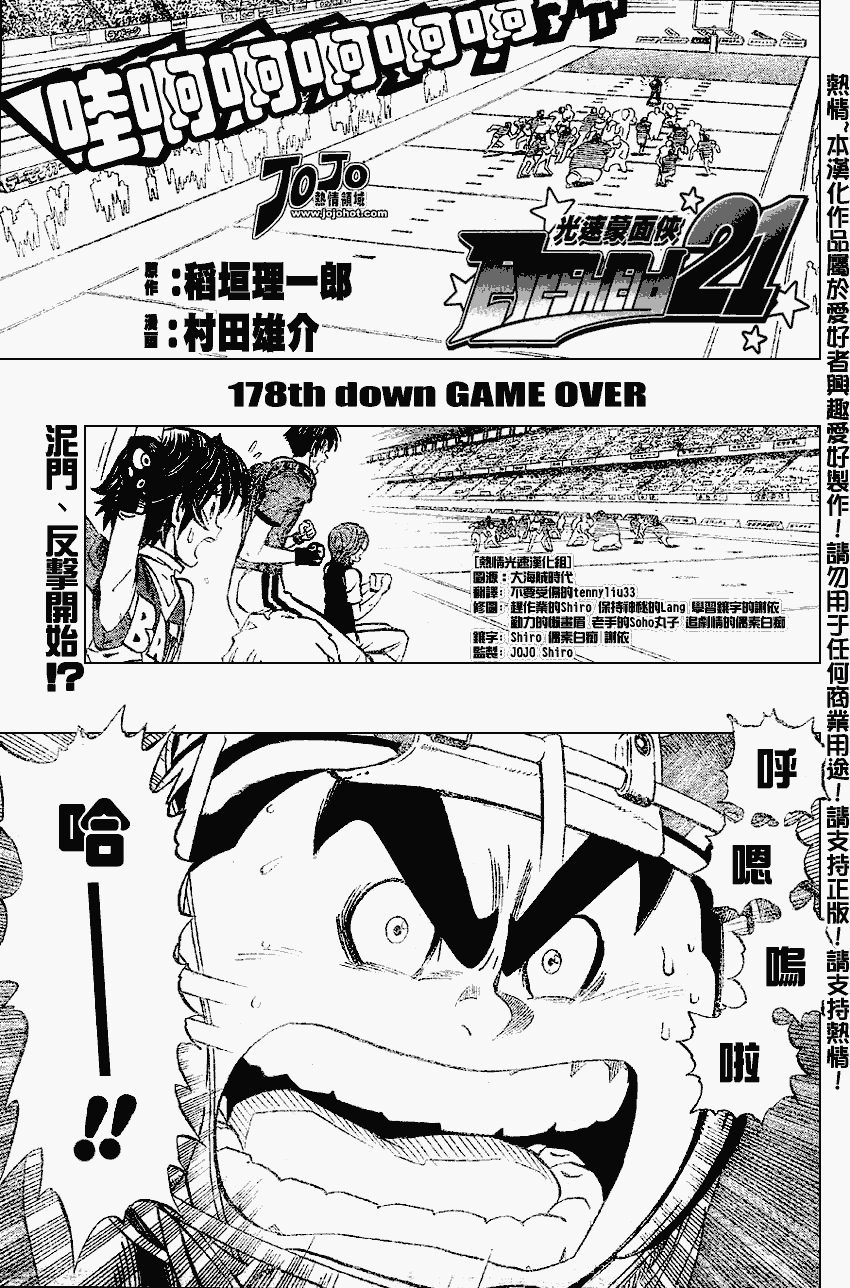 哇啊啊啊啊啊
JOJO
熱情領域
www.jojohot.com
光速蒙面俠
21
原作:稻垣理一郎
漫画:村田雄介
178th down GAME OVER
泥門、反擊開始!?
[熱情光速漢化組]
圖源: 大海賊時代
翻譯: 不要受傷的tennyliu33
修圖: 趕作業的Shiro 保持神秘的Lang 學習鑲字的謝依
勤力的懶畫眉 老手的Soho丸子 追劇情的偶素白痴
鑲字: Shiro 偶素白痴 謝依
監製: JOJO Shiro
呼
嗯
嗚
啦
哈——!!
熱情、本漢化作品屬於愛好者興趣愛好製作!請勿用于任何商業用途!請支持正版!請支持熱情!